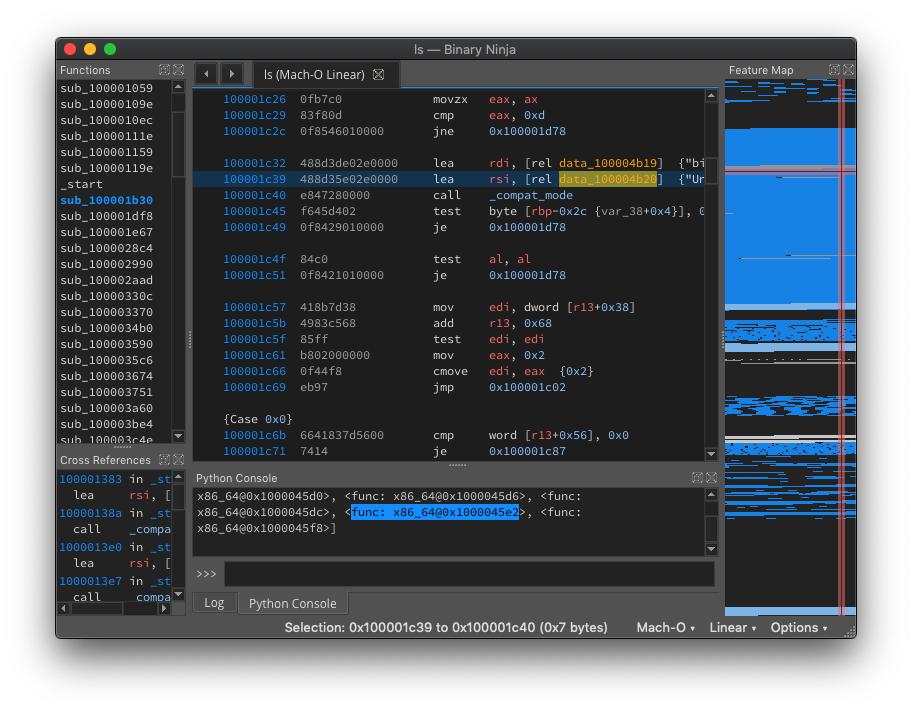 ls — Binary Ninja
Functions
sub_100001059
sub_10000109e
sub_1000010ec
sub_10000111e
sub_100001159
sub_10000119e
_start
sub_100001b30
sub_100001df8
sub_100001e67
sub_1000028c4
sub_100002990
sub_100002aad
sub_10000330c
sub_100003370
sub_1000034b0
sub_100003590
sub_1000035c6
sub_100003674
sub_100003751
sub_100003a60
sub_100003be4
sub_100003c4e
Cross References
100001383 in _st
lea rsi, [
10000138a in _st
call _compa
1000013e0 in _st
lea rsi, [
1000013e7 in _st
call _compa
ls (Mach-O Linear)
100001c26 0fb7c0 movzx eax, ax
100001c29 83f80d cmp eax, 0xd
100001c2c 0f8546010000 jne 0x100001d78
100001c32 488d3de02e0000 lea rdi, [rel data_100004b19] {"bi
100001c39 488d35e02e0000 lea rsi, [rel data_100004b20] {"Un
100001c40 e847280000 call _compat_mode
100001c45 f645d402 test byte [rbp-0x2c {var_38+0x4}], 0
100001c49 0f8429010000 je 0x100001d78
100001c4f 84c0 test al, al
100001c51 0f8421010000 je 0x100001d78
100001c57 418b7d38 mov edi, dword [r13+0x38]
100001c5b 4983c568 add r13, 0x68
100001c5f 85ff test edi, edi
100001c61 b802000000 mov eax, 0x2
100001c66 0f44f8 cmove edi, eax {0x2}
100001c69 eb97 jmp 0x100001c02
{Case 0x0}
100001c6b 6641837d5600 cmp word [r13+0x56], 0x0
100001c71 7414 je 0x100001c87
Python Console
x86_64@0x1000045d0>, <func: x86_64@0x1000045d6>, <func:
x86_64@0x1000045dc>, <func: x86_64@0x1000045e2>, <func:
x86_64@0x1000045f8>]
>>>
Log Python Console
Feature Map
Selection: 0x100001c39 to 0x100001c40 (0x7 bytes) Mach-O Linear Options